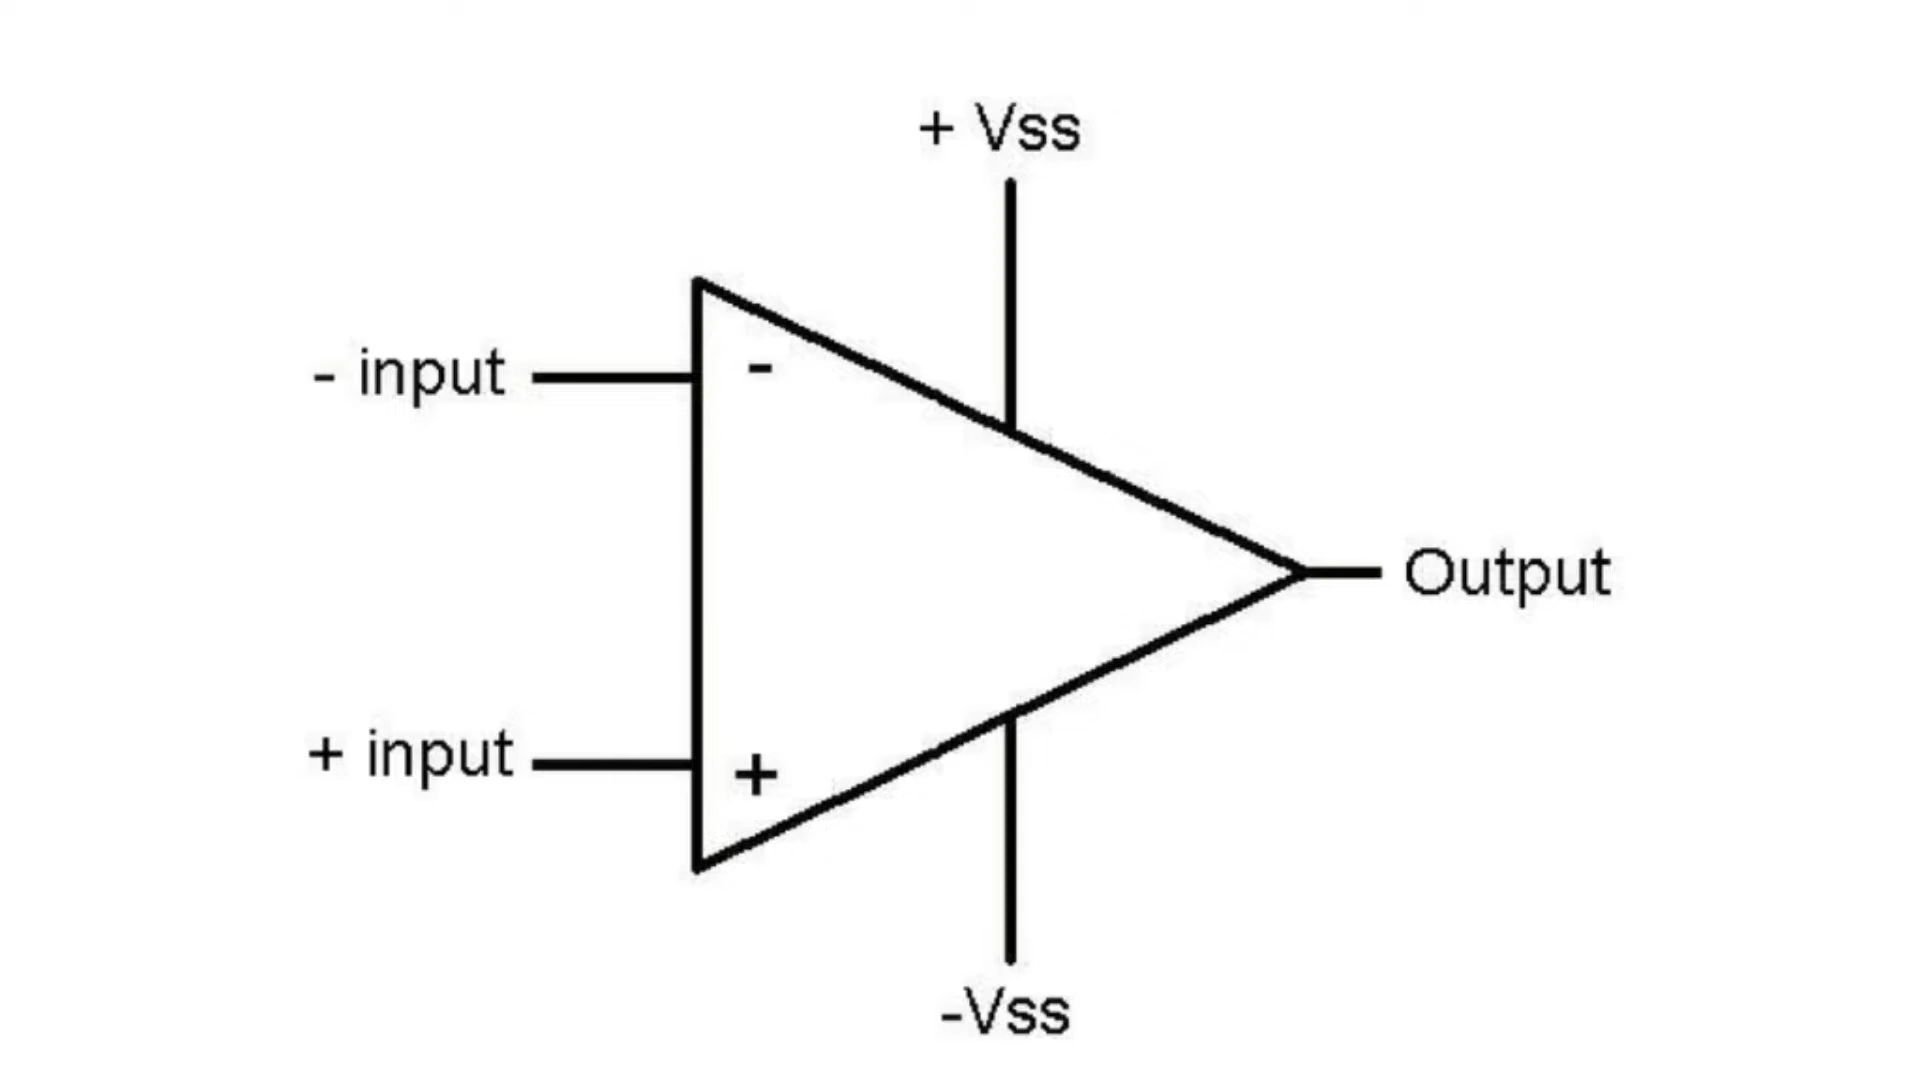 + Vss
- input
-
Output
+ input
+
-Vss